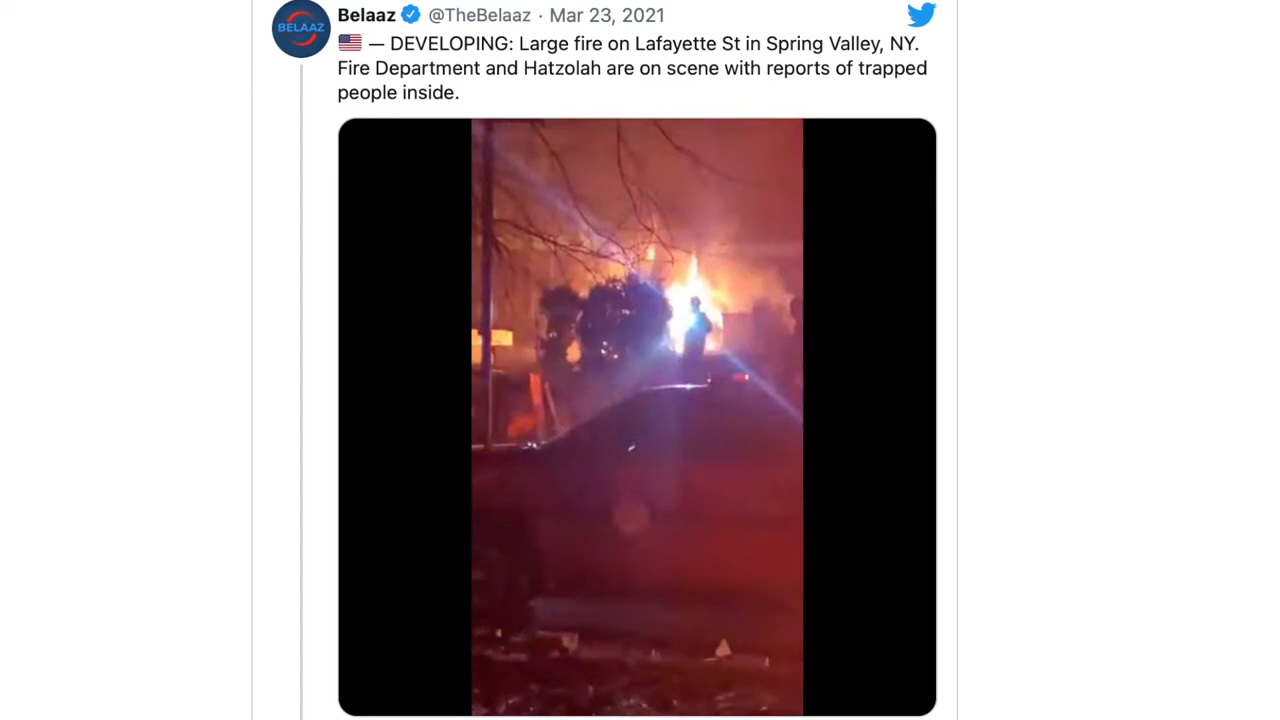 BELAAZ
Belaaz @TheBelaaz · Mar 23, 2021
🇺🇸 — DEVELOPING: Large fire on Lafayette St in Spring Valley, NY.
Fire Department and Hatzolah are on scene with reports of trapped
people inside.